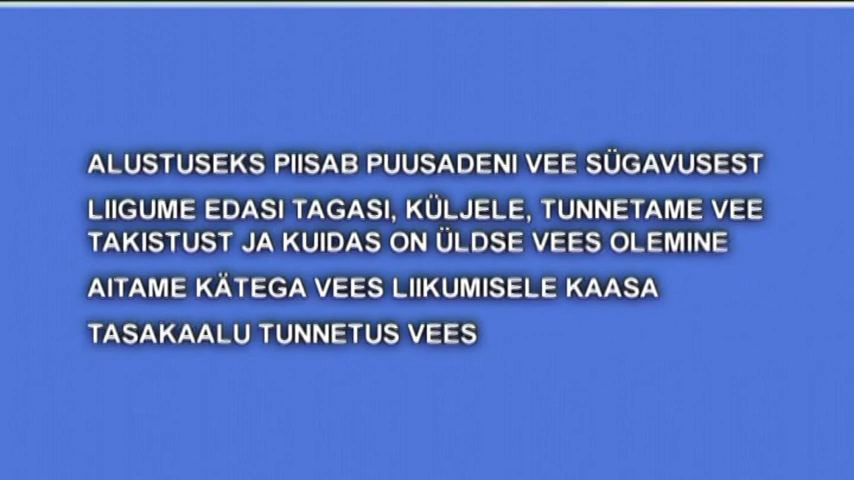 ALUSTUSEKS PIISAB PUUSADENI VEE SÜGAVUSEST
LIIGUME EDASI TAGASI, KÜLJELE, TUNNETAME VEE
TAKISTUST JA KUIDAS ON ÜLDSE VEES OLEMINE
AITAME KÄTEGA VEES LIIKUMISELE KAASA
TASAKAALU TUNNETUS VEES